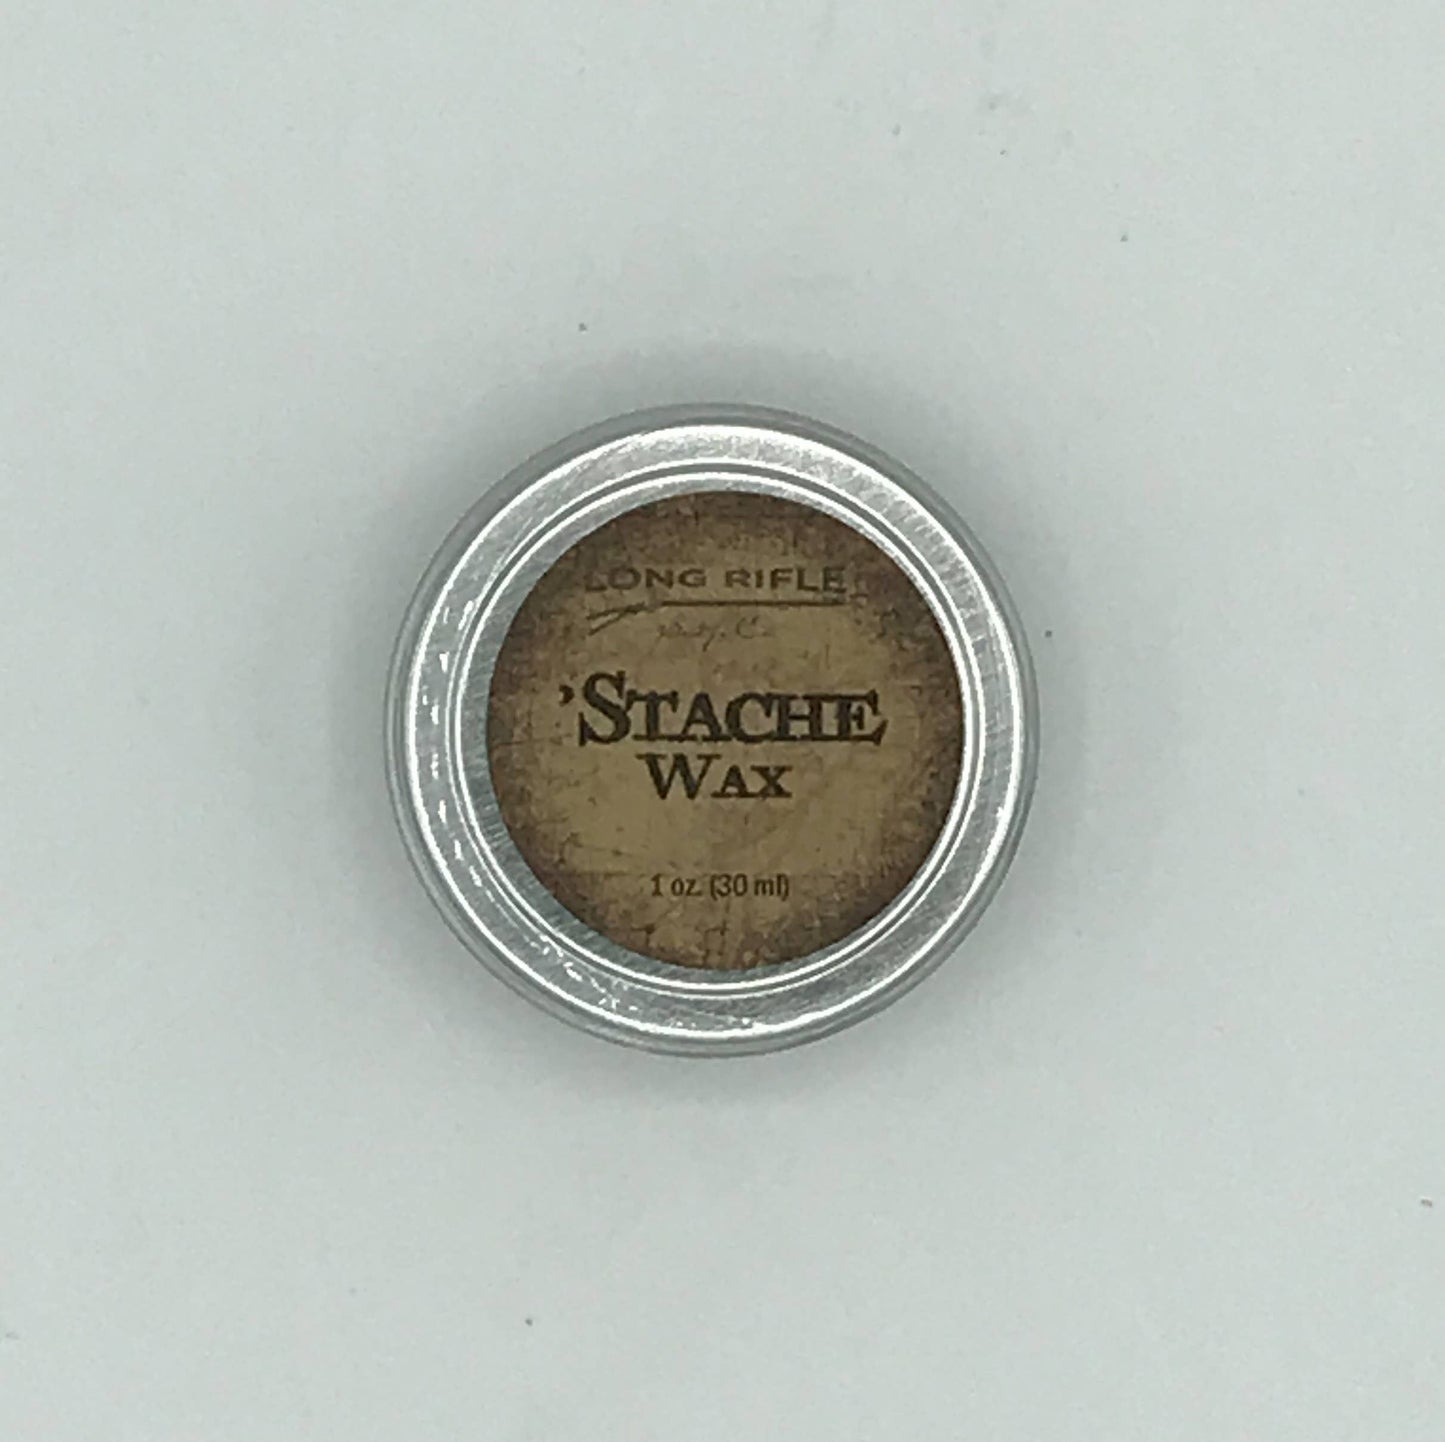 LONG RIFLE
'STACHE
WAX
1 oz. (30 ml)